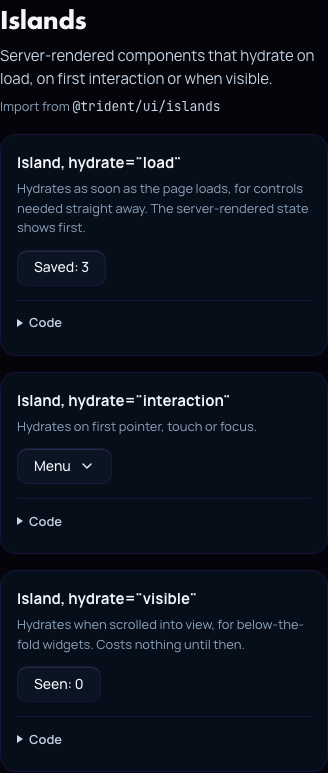 Islands
Server-rendered components that hydrate on
load, on first interaction or when visible.
Import from @trident/ui/islands
Island, hydrate="load"
Hydrates as soon as the page loads, for controls
needed straight away. The server-rendered state
shows first.
Saved: 3
Code
Island, hydrate="interaction"
Hydrates on first pointer, touch or focus.
Menu
Code
Island, hydrate="visible"
Hydrates when scrolled into view, for below-the-
fold widgets. Costs nothing until then.
Seen: 0
Code